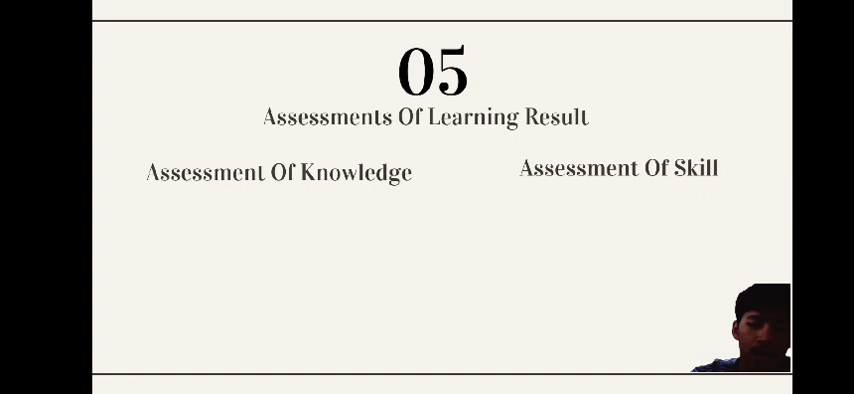 05
Assessments Of Learning Result
Assessment Of Knowledge
Assessment Of Skill